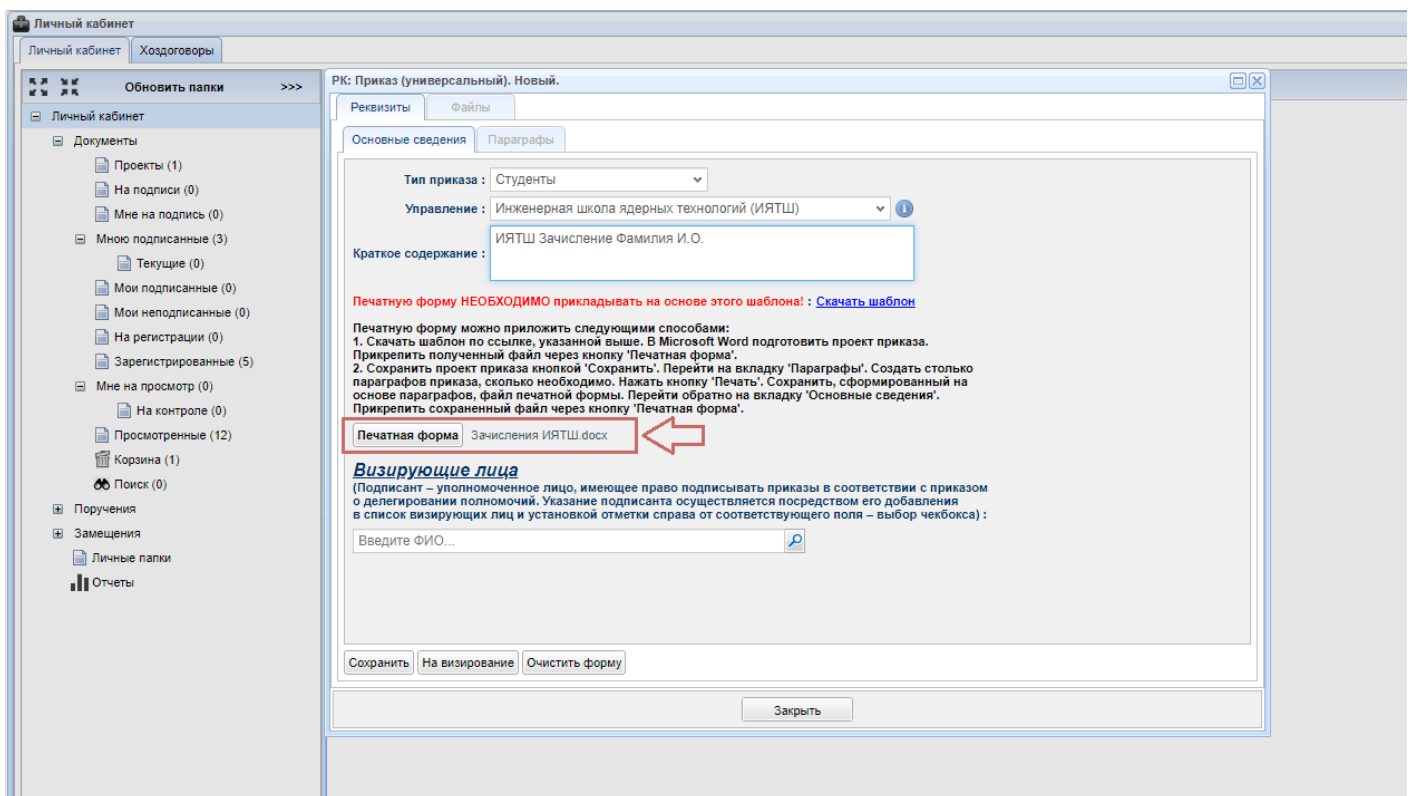 Личный кабинет
Личный кабинет
Хоздоговоры
Обновить папки >>>
Личный кабинет
Документы
Проекты (1)
На подписи (0)
Мне на подпись (0)
Мною подписанные (3)
Текущие (0)
Мои подписанные (0)
Мои неподписанные (0)
На регистрации (0)
Зарегистрированные (5)
Мне на просмотр (0)
На контроле (0)
Просмотренные (12)
Корзина (1)
Поиск (0)
Поручения
Замещения
Личные папки
Отчеты
РК: Приказ (универсальный). Новый.
Реквизиты
Файлы
Основные сведения
Параграфы
Тип приказа : Студенты
Управление : Инженерная школа ядерных технологий (ИЯТШ)
Краткое содержание : ИЯТШ Зачисление Фамилия И.О.
Печатную форму НЕОБХОДИМО прикладывать на основе этого шаблона! : Скачать шаблон
Печатную форму можно приложить следующими способами:
1. Скачать шаблон по ссылке, указанной выше. В Microsoft Word подготовить проект приказа.
Прикрепить полученный файл через кнопку 'Печатная форма'.
2. Сохранить проект приказа кнопкой 'Сохранить'. Перейти на вкладку 'Параграфы'. Создать столько
параграфов приказа, сколько необходимо. Нажать кнопку 'Печать'. Сохранить, сформированный на
основе параграфов, файл печатной формы. Перейти обратно на вкладку 'Основные сведения'.
Прикрепить сохраненный файл через кнопку 'Печатная форма'.
Печатная форма Зачисления ИЯТШ.docx
Визирующие лица
(Подписант – уполномоченное лицо, имеющее право подписывать приказы в соответствии с приказом
о делегировании полномочий. Указание подписанта осуществляется посредством его добавления
в список визирующих лиц и установкой отметки справа от соответствующего поля – выбор чекбокса) :
Введите ФИО...
Сохранить На визирование Очистить форму
Закрыть